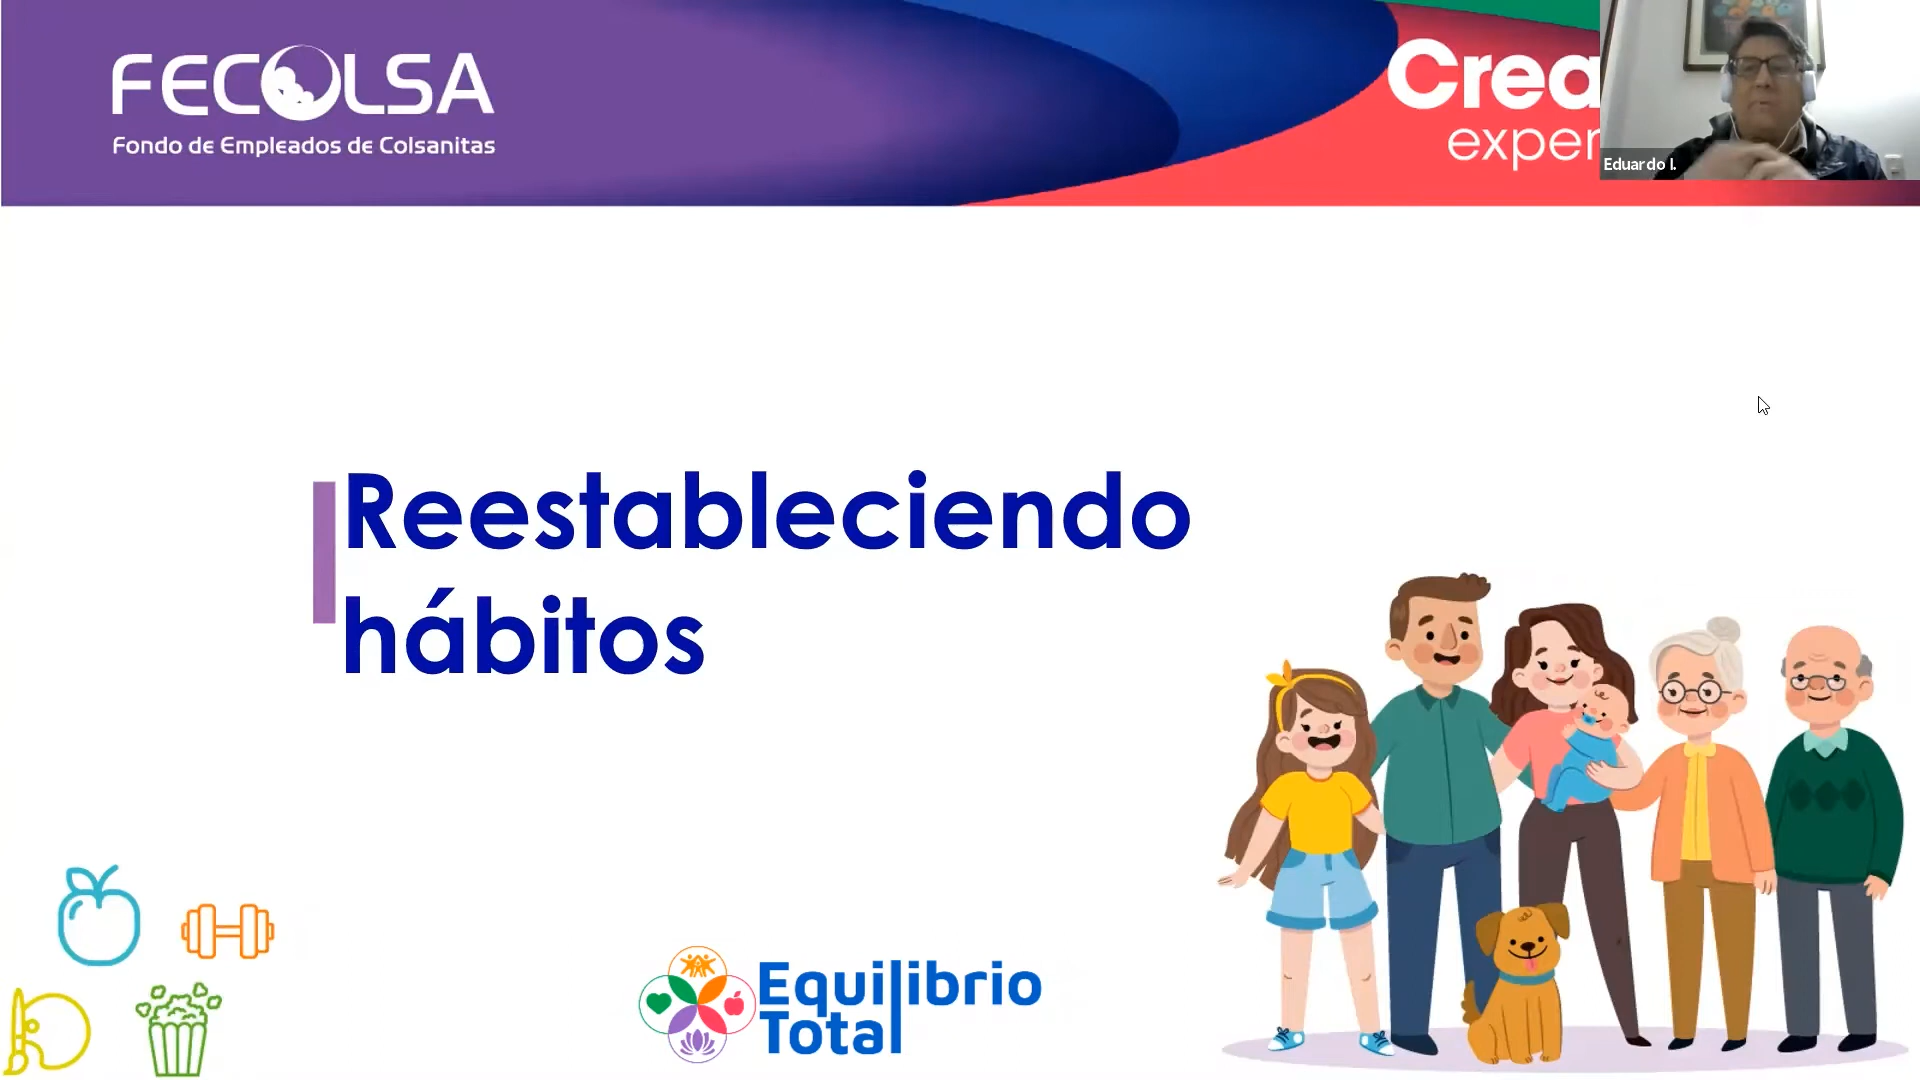 FECOLSA
Fondo de Empleados de Colsanitas
Crea
exper
Eduardo I.
Reestableciendo
hábitos
Equilibrio
Total